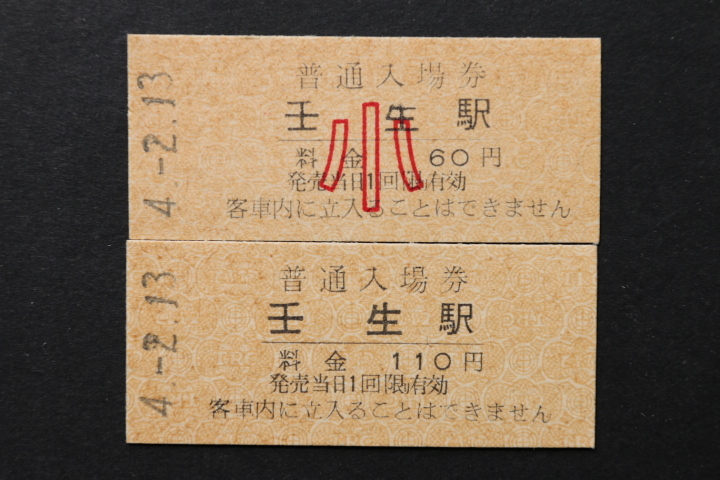 4.-2.13
普通入場券
壬生駅
小
料金 60円
発売当日1回限り有効
客車内に立入ることはできません
4.-2.13
普通入場券
壬生駅
料金 110円
発売当日1回限り有効
客車内に立入ることはできません